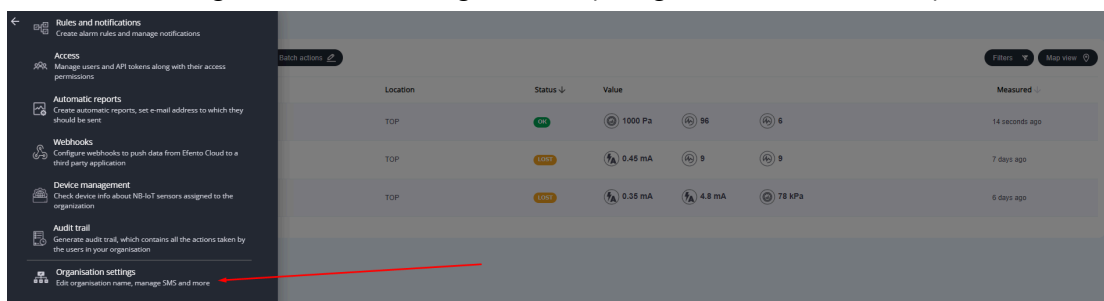 Rules and notifications
Create alarm rules and manage notifications
Access
Manage users and API tokens along with their access
permissions
Automatic reports
Create automatic reports, set e-mail address to which they
should be sent
Webhooks
Configure webhooks to push data from Efento Cloud to a
third party application
Device management
Check device info about NB-IoT sensors assigned to the
organization
Audit trail
Generate audit trail, which contains all the actions taken by
the users in your organisation
Organisation settings
Edit organisation name, manage SMS and more
Batch actions Filters Map view
Location Status Value Measured
TOP OK 1000 Pa 96 6 14 seconds ago
TOP LOST 0.45 mA 9 9 7 days ago
TOP LOST 0.35 mA 4.8 mA 78 kPa 6 days ago